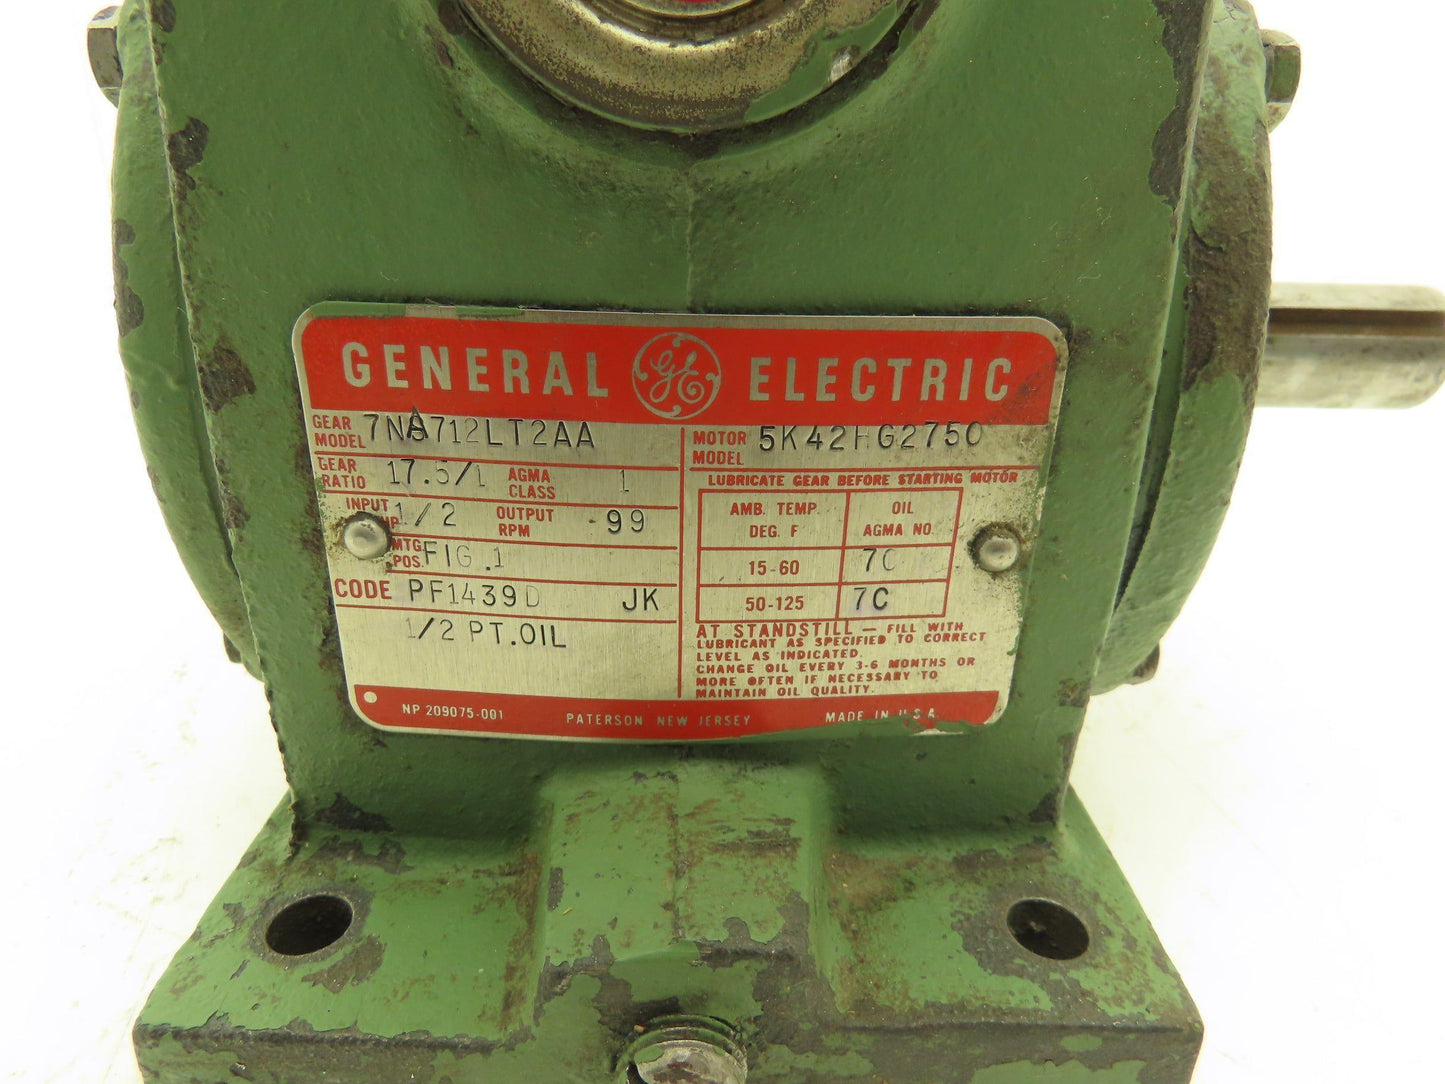 GENERAL GE ELECTRIC
GEAR MODEL 7NA712LT2AA
GEAR RATIO 17.5/1 AGMA CLASS 1
INPUT HP 1/2 OUTPUT RPM 99
MTG. POS. FIG.1
CODE PF1439D JK
1/2 PT.OIL
MOTOR MODEL 5K42HG2750
LUBRICATE GEAR BEFORE STARTING MOTOR
AMB. TEMP. DEG. F OIL AGMA NO.
15-60 7C
50-125 7C
AT STANDSTILL – FILL WITH
LUBRICANT AS SPECIFIED TO CORRECT
LEVEL AS INDICATED.
CHANGE OIL EVERY 3-6 MONTHS OR
MORE OFTEN IF NECESSARY TO
MAINTAIN OIL QUALITY.
NP 209075-001 PATERSON NEW JERSEY MADE IN U.S.A.